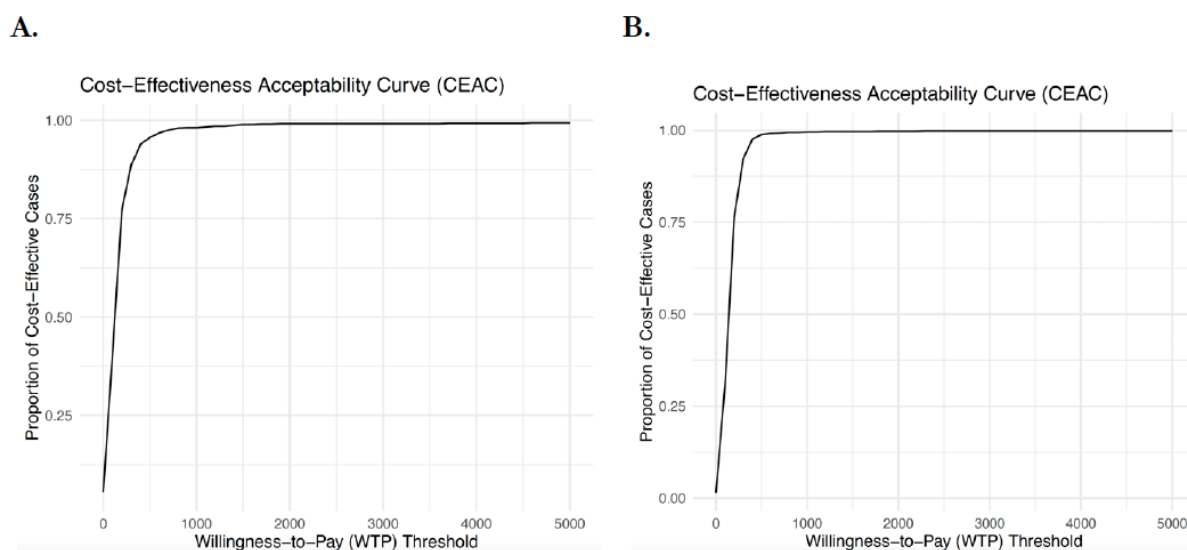 A.
Cost–Effectiveness Acceptability Curve (CEAC)
Proportion of Cost–Effective Cases
1.00
0.75
0.50
0.25
0 1000 2000 3000 4000 5000
Willingness–to–Pay (WTP) Threshold
B.
Cost–Effectiveness Acceptability Curve (CEAC)
Proportion of Cost–Effective Cases
1.00
0.75
0.50
0.25
0.00
0 1000 2000 3000 4000 5000
Willingness–to–Pay (WTP) Threshold